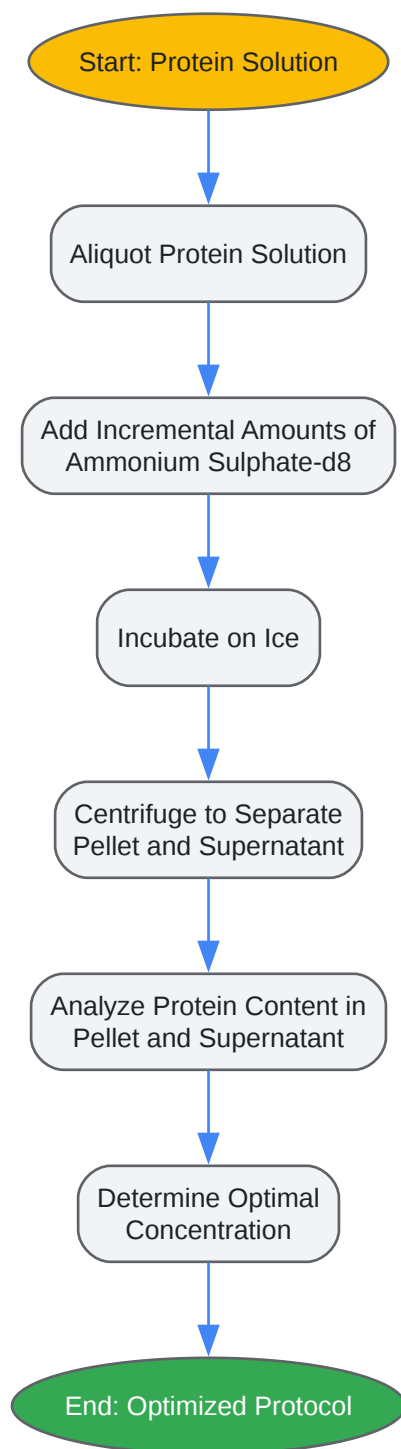 Start: Protein Solution
Aliquot Protein Solution
Add Incremental Amounts of
Ammonium Sulphate-d8
Incubate on Ice
Centrifuge to Separate
Pellet and Supernatant
Analyze Protein Content in
Pellet and Supernatant
Determine Optimal
Concentration
End: Optimized Protocol